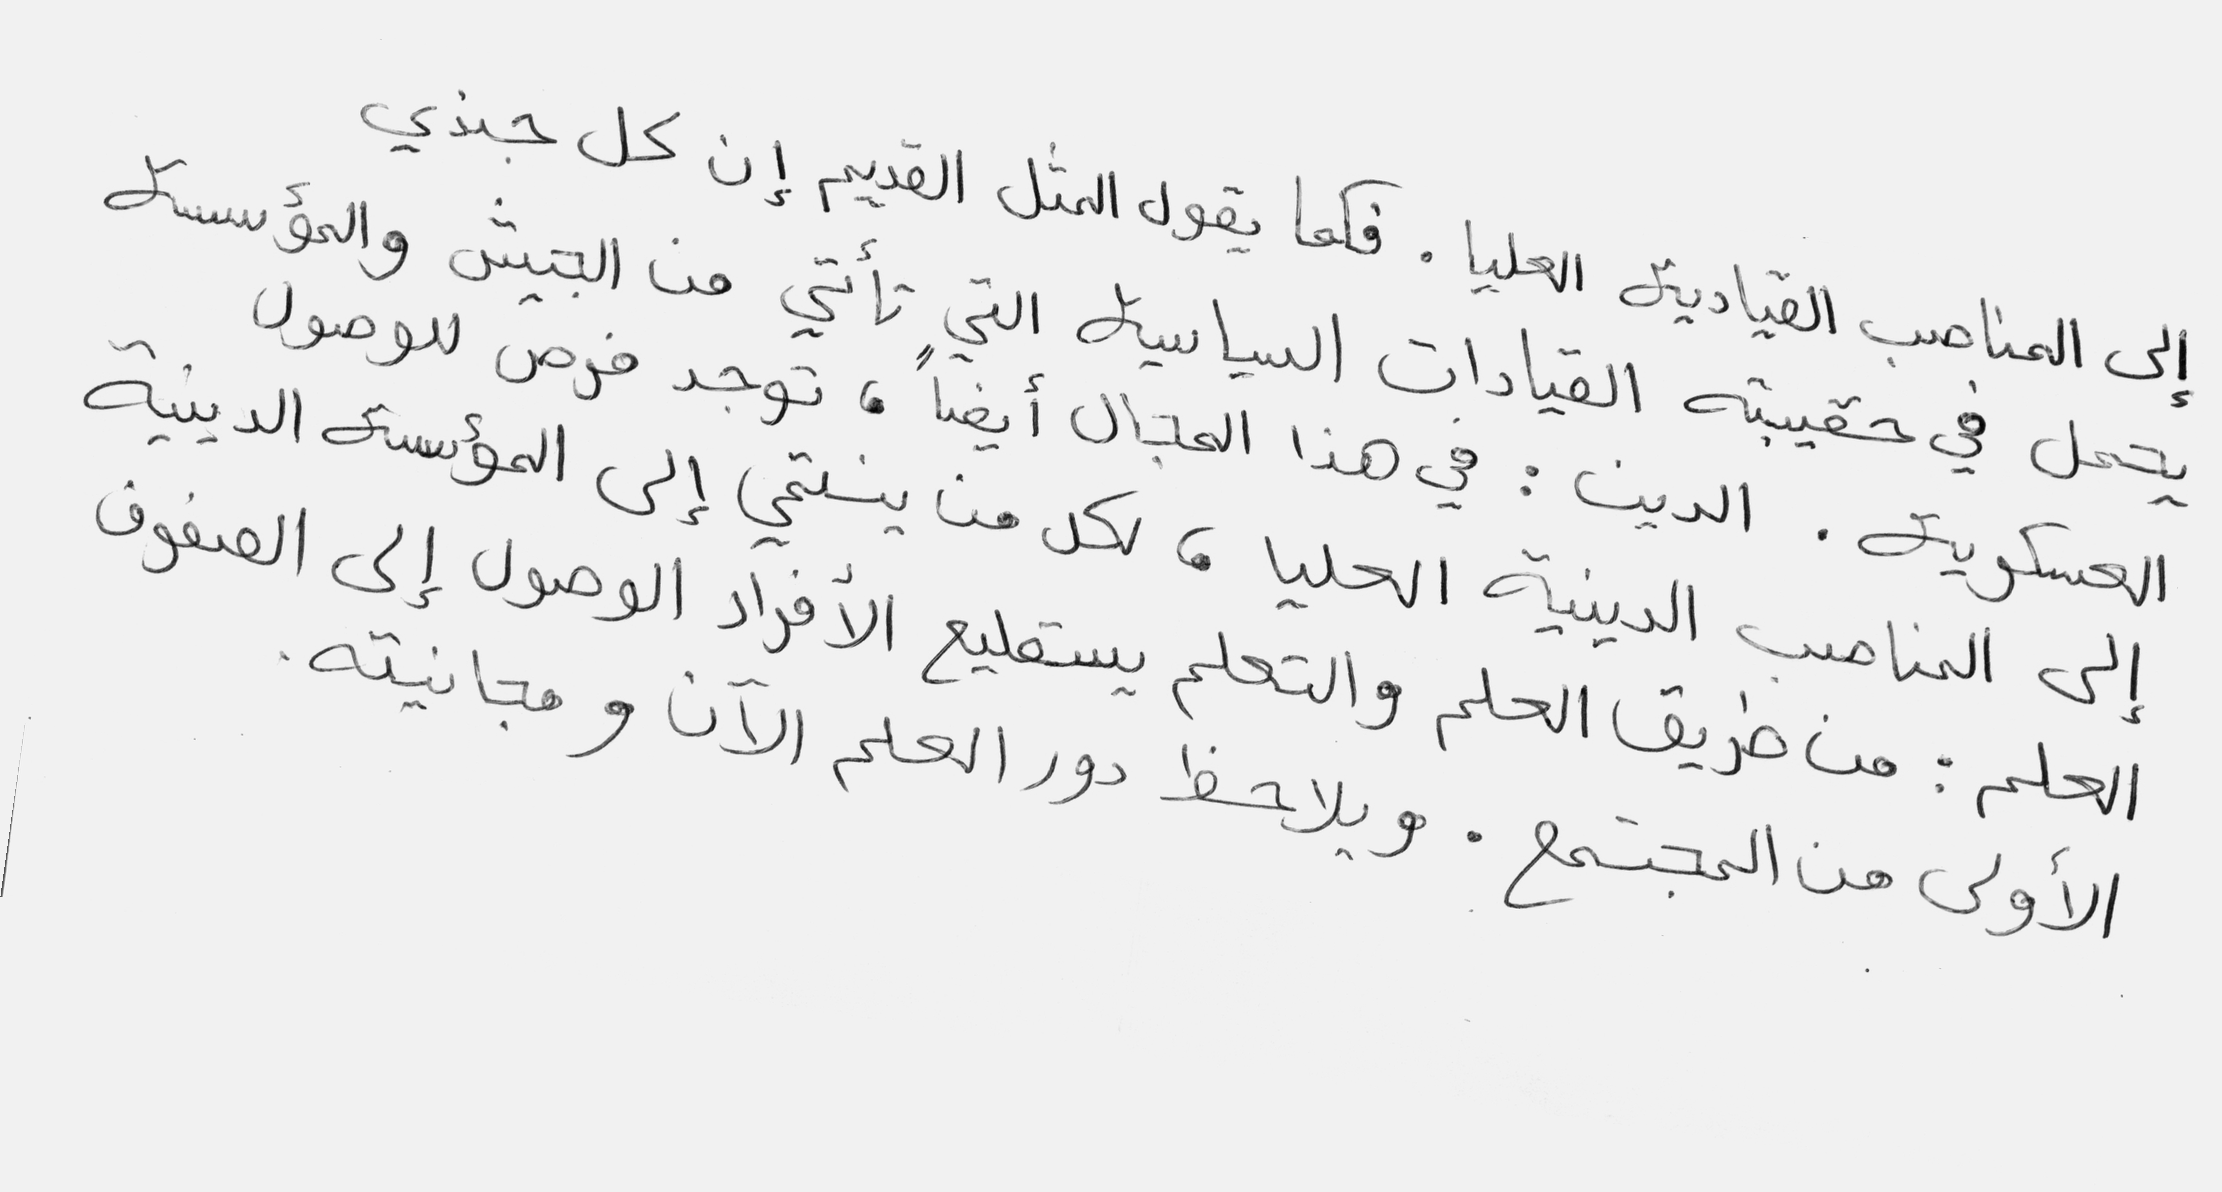 إلى المناصب القيادية العليا . فكما يقول المثل القديم إن كل جندي
يحمل في حقيبته القيادات السياسية التي تأتي من الجيش والمؤسسة
العسكرية . الدين : في هذا المجال أيضاً ، توجد فرص للوصول
إلى المناصب الدينية العليا ، لكل من ينتمي إلى المؤسسة الدينية
العلم : من طريق العلم والتعلم يستطيع الأفراد الوصول إلى الصفوف
الأولى من المجتمع . ويلاحظ دور العلم الآن ومجانيته .